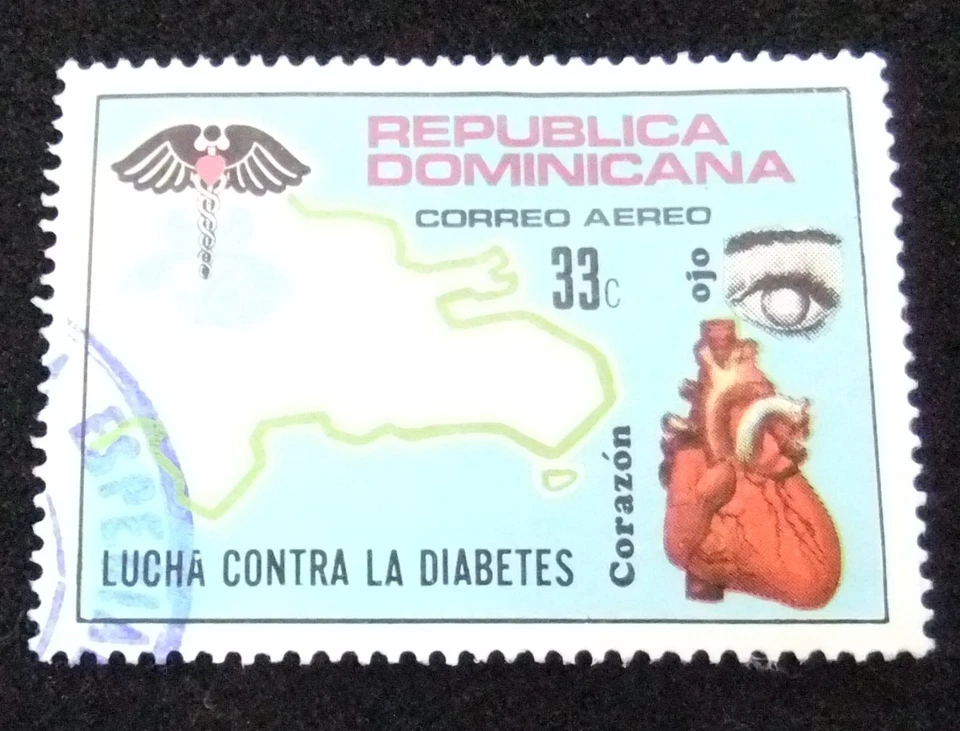 REPUBLICA
DOMINICANA
CORREO AEREO
33c
ojo
Corazón
LUCHA CONTRA LA DIABETES